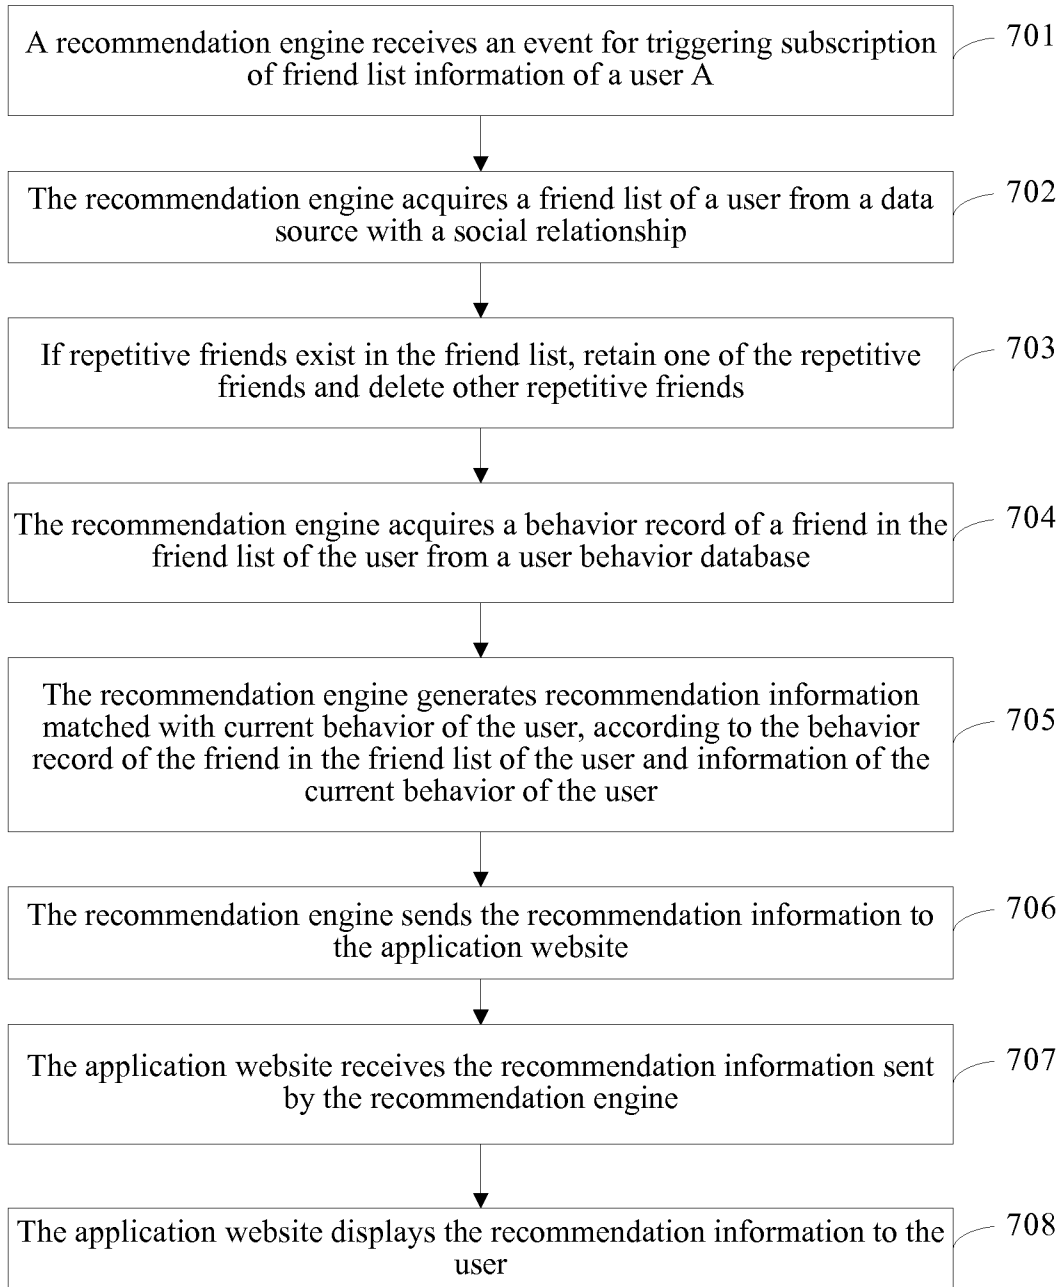 A recommendation engine receives an event for triggering subscription
of friend list information of a user A
701
The recommendation engine acquires a friend list of a user from a data
source with a social relationship
702
If repetitive friends exist in the friend list, retain one of the repetitive
friends and delete other repetitive friends
703
The recommendation engine acquires a behavior record of a friend in the
friend list of the user from a user behavior database
704
The recommendation engine generates recommendation information
matched with current behavior of the user, according to the behavior
record of the friend in the friend list of the user and information of the
current behavior of the user
705
The recommendation engine sends the recommendation information to
the application website
706
The application website receives the recommendation information sent
by the recommendation engine
707
The application website displays the recommendation information to the
user
708